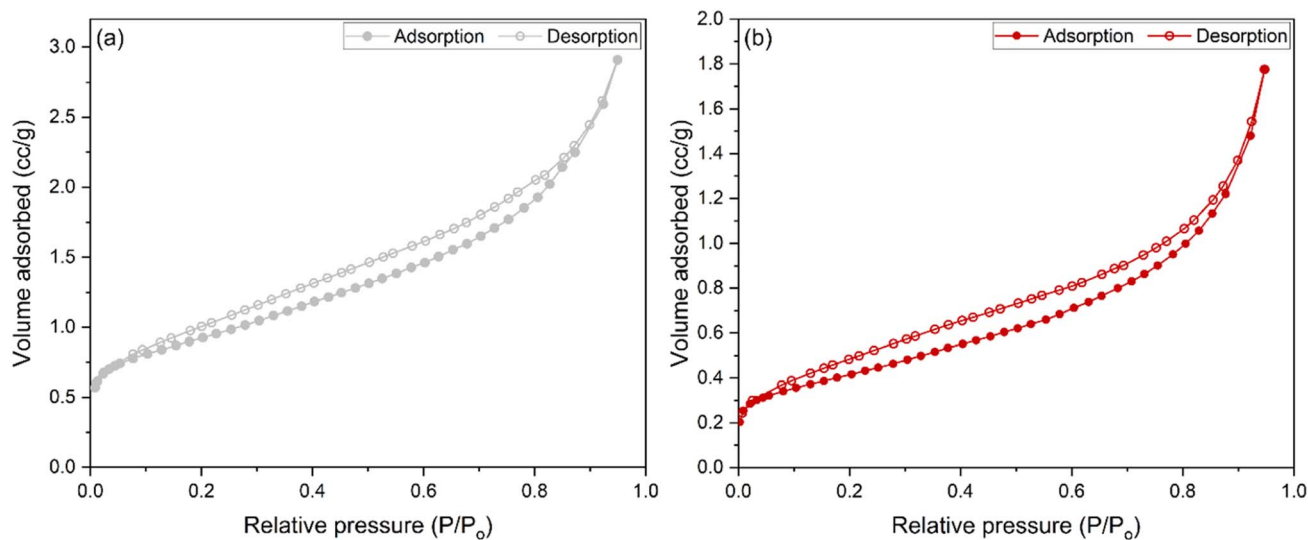 (a)
Adsorption
Desorption
3.0
2.5
2.0
1.5
1.0
0.5
0.0
Volume adsorbed (cc/g)
0.0 0.2 0.4 0.6 0.8 1.0
Relative pressure (P/Po)
(b)
Adsorption
Desorption
2.0
1.8
1.6
1.4
1.2
1.0
0.8
0.6
0.4
0.2
0.0
Volume adsorbed (cc/g)
0.0 0.2 0.4 0.6 0.8 1.0
Relative pressure (P/Po)